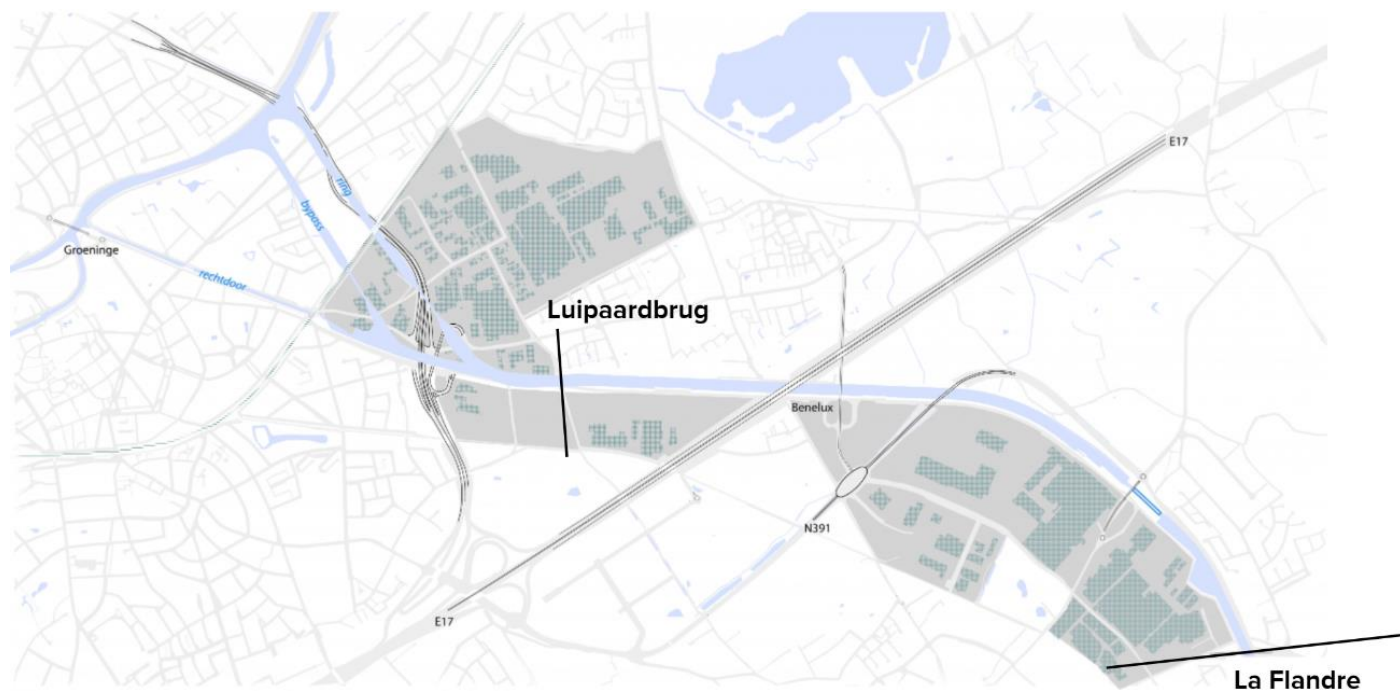 E17
ring
bypass
Groeninge
rechtdoor
Luipaardbrug
Benelux
N391
E17
La Flandre